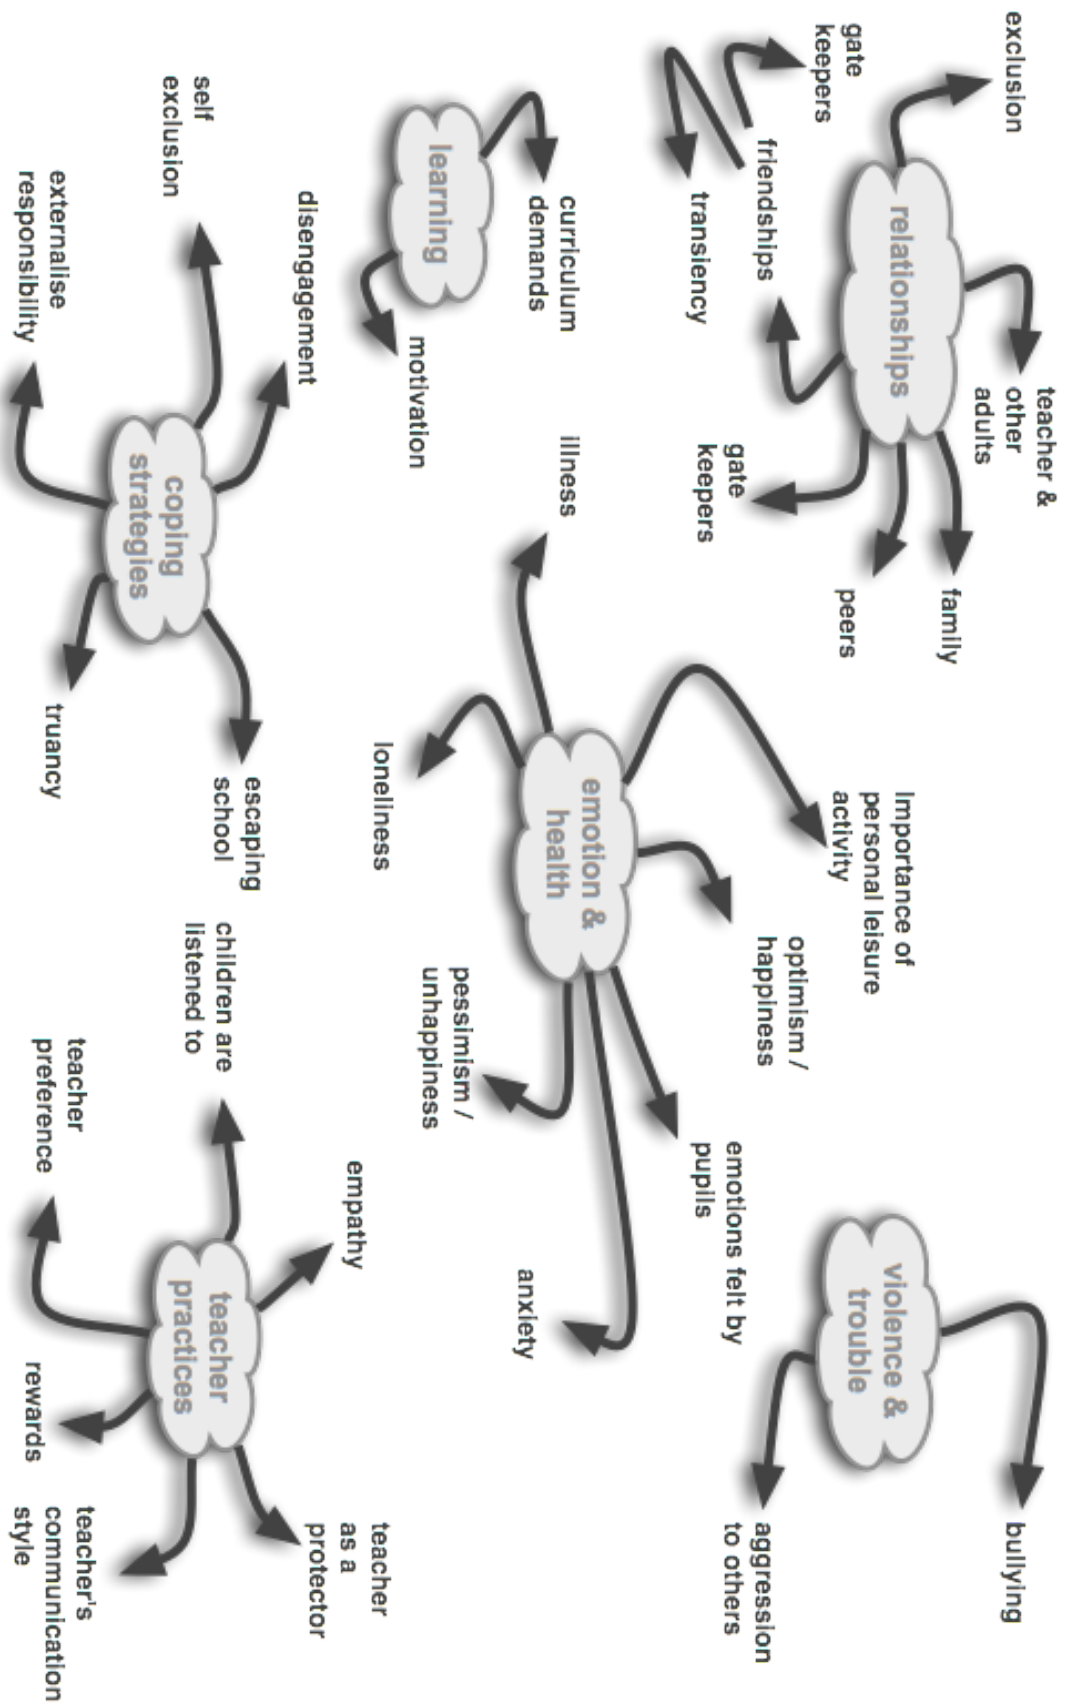 exclusion
teacher &
other
adults
relationships
family
peers
gate
keepers
gate
keepers
friendships
transiency
curriculum
demands
learning
motivation
Importance of
personal leisure
activity
optimism /
happiness
emotions felt by
pupils
illness
emotion &
health
anxiety
pessimism /
unhappiness
loneliness
bullying
violence &
trouble
aggression
to others
disengagement
self
exclusion
coping
strategies
escaping
school
externalise
responsibility
truancy
empathy
children are
listened to
teacher
as a
protector
teacher
practices
teacher
preference
rewards
teacher's
communication
style